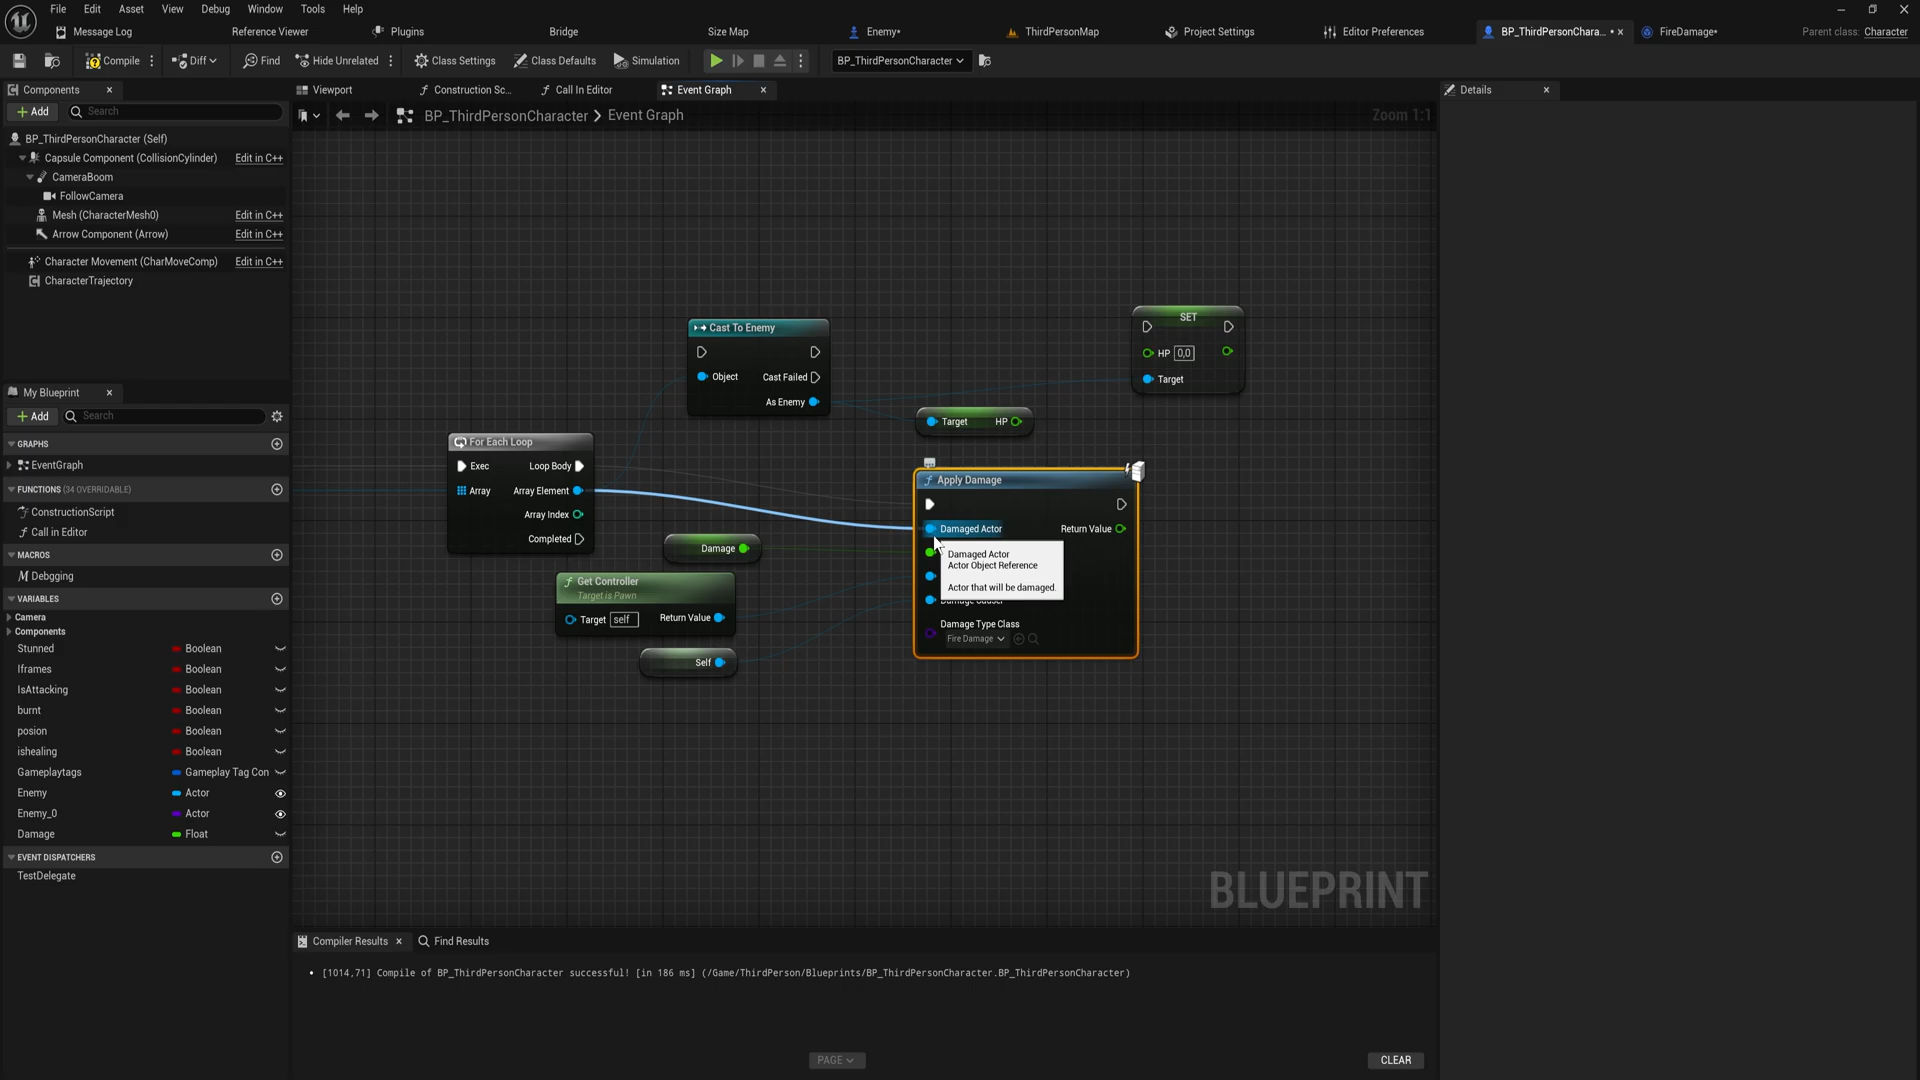 File Edit Asset View Debug Window Tools Help
Message Log
Reference Viewer
Plugins
Bridge
Size Map
Enemy*
ThirdPersonMap
Project Settings
Editor Preferences
BP_ThirdPersonChara... •
FireDamage*
Parent class: Character
Compile
Diff
Find
Hide Unrelated
Class Settings
Class Defaults
Simulation
BP_ThirdPersonCharacter
Components
Viewport
Construction Sc...
Call In Editor
Event Graph
Details
Add
Search
BP_ThirdPersonCharacter > Event Graph
Zoom 1:1
BP_ThirdPersonCharacter (Self)
Capsule Component (CollisionCylinder) Edit in C++
CameraBoom
FollowCamera
Mesh (CharacterMesh0) Edit in C++
Arrow Component (Arrow) Edit in C++
Character Movement (CharMoveComp) Edit in C++
CharacterTrajectory
My Blueprint
Add
Search
GRAPHS
EventGraph
FUNCTIONS (34 OVERRIDABLE)
ConstructionScript
Call in Editor
MACROS
Debgging
VARIABLES
Camera
Components
Stunned Boolean
Iframes Boolean
IsAttacking Boolean
burnt Boolean
posion Boolean
ishealing Boolean
Gameplaytags Gameplay Tag Con
Enemy Actor
Enemy_0 Actor
Damage Float
EVENT DISPATCHERS
TestDelegate
Cast To Enemy
Object
Cast Failed
As Enemy
SET
HP 0,0
Target
Target HP
For Each Loop
Exec Loop Body
Array Array Element
Array Index
Completed
Damage
Get Controller
Target is Pawn
Target self Return Value
Self
Apply Damage
Damaged Actor Return Value
Damaged Actor
Actor Object Reference
Actor that will be damaged.
Damage Causer
Damage Type Class
Fire Damage
BLUEPRINT
Compiler Results
Find Results
• [1014,71] Compile of BP_ThirdPersonCharacter successful! [in 186 ms] (/Game/ThirdPerson/Blueprints/BP_ThirdPersonCharacter.BP_ThirdPersonCharacter)
PAGE
CLEAR